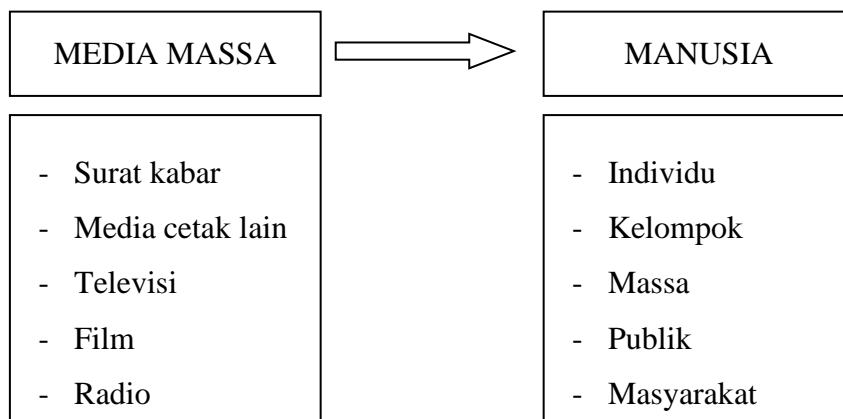 MEDIA MASSA
MANUSIA
- Surat kabar
- Media cetak lain
- Televisi
- Film
- Radio
- Individu
- Kelompok
- Massa
- Publik
- Masyarakat